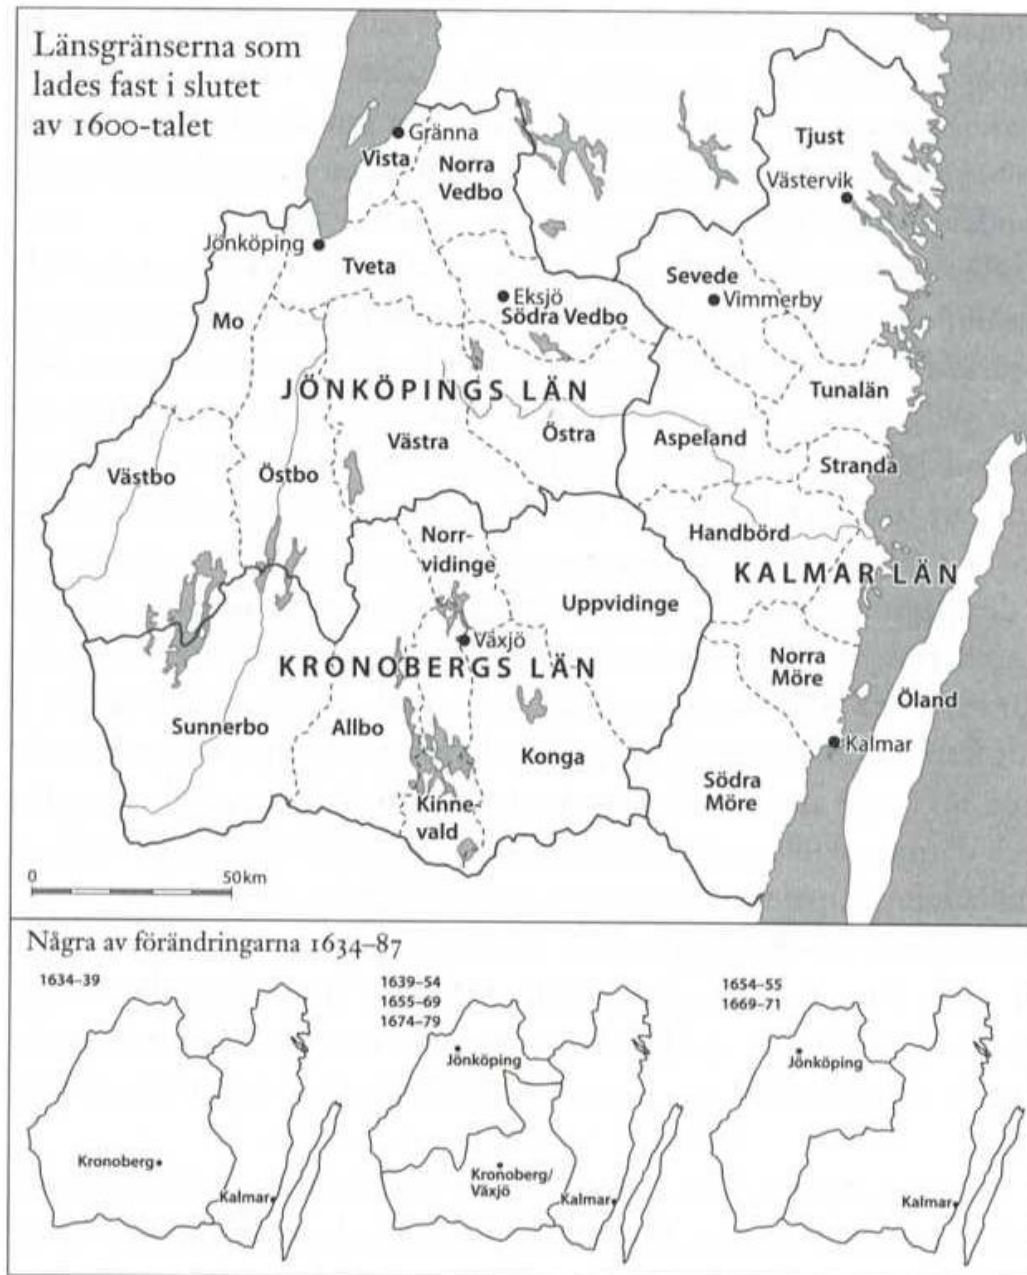 Länsgränserna som
lades fast i slutet
av 1600-talet
Gränna
Vista
Norra
Vedbo
Tjust
Västervik
Jönköping
Tveta
Sevede
Vimmerby
Eksjö
Södra Vedbo
Mo
Tunalän
JÖNKÖPINGS LÄN
Västra
Östra
Aspeland
Stranda
Västbo
Östbo
Handbörd
Norr-
vidinge
KALMAR LÄN
Uppvidinge
Växjö
KRONOBERGS LÄN
Norra
Möre
Öland
Sunnerbo
Allbo
Konga
Kalmar
Södra
Möre
Kinne-
vald
0 50 km
Några av förändringarna 1634–87
1634–39
Kronoberg
Kalmar
1639–54
1655–69
1674–79
Jönköping
Kronoberg/
Växjö
Kalmar
1654–55
1669–71
Jönköping
Kalmar